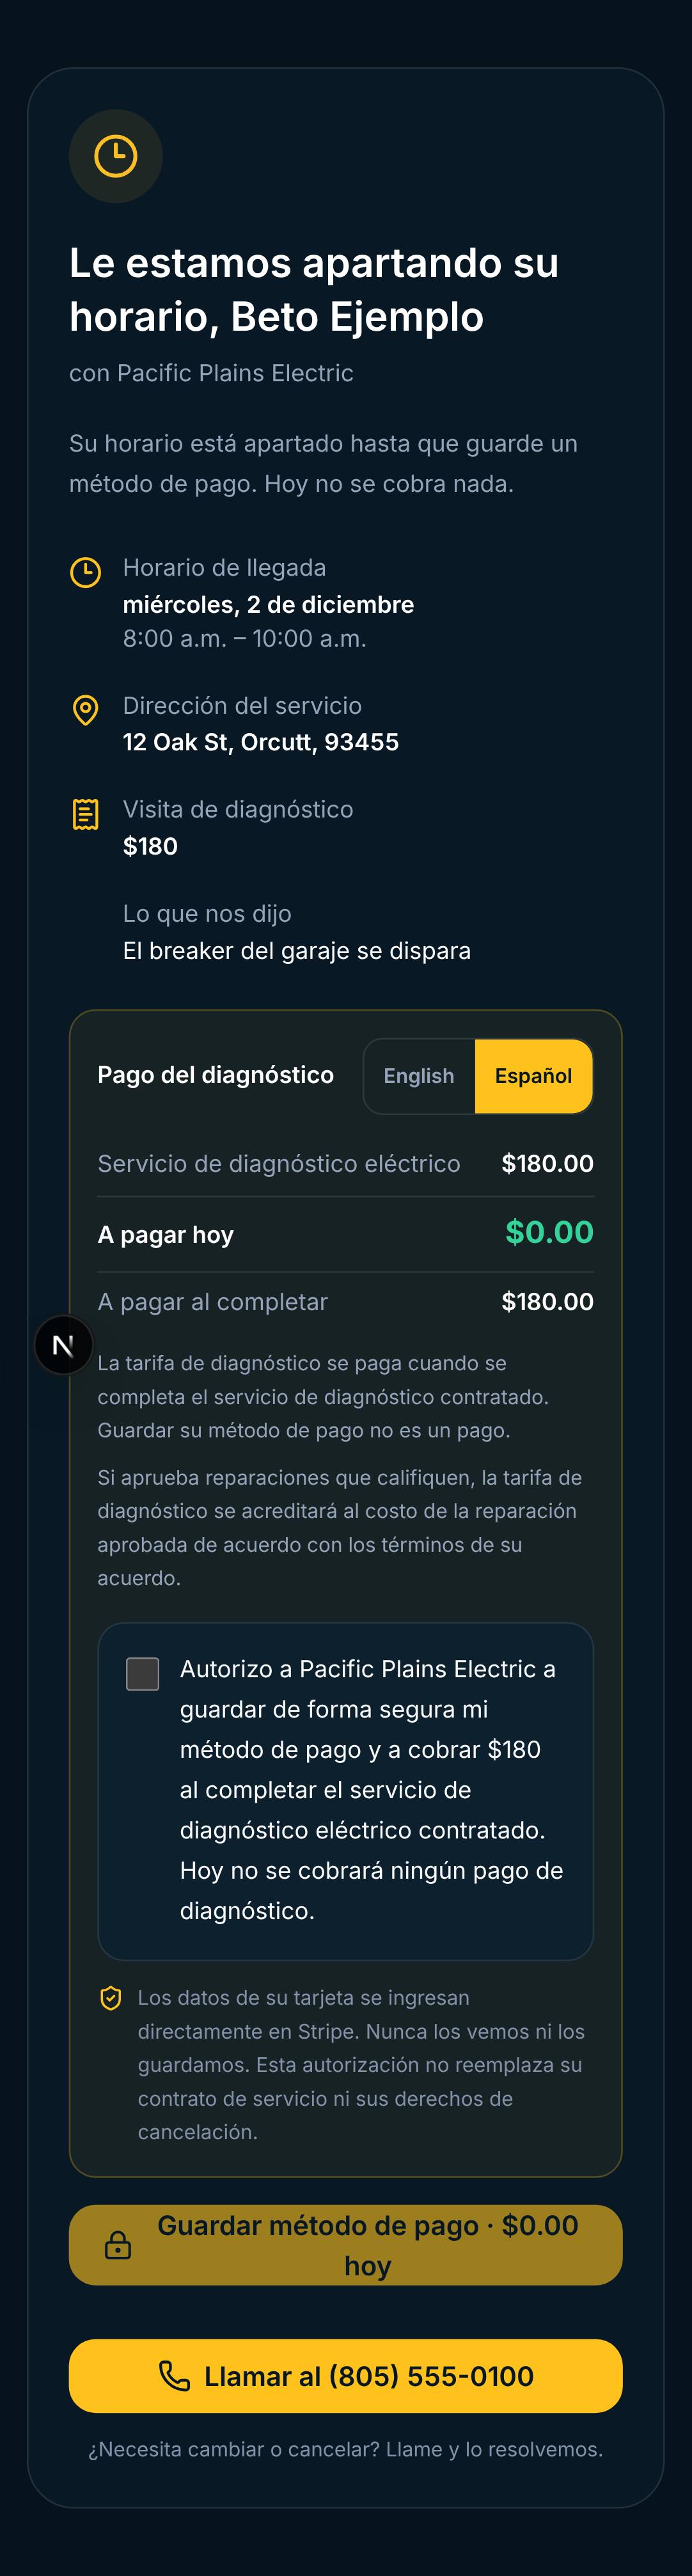 Le estamos apartando su
horario, Beto Ejemplo
con Pacific Plains Electric
Su horario está apartado hasta que guarde un
método de pago. Hoy no se cobra nada.
Horario de llegada
miércoles, 2 de diciembre
8:00 a.m. – 10:00 a.m.
Dirección del servicio
12 Oak St, Orcutt, 93455
Visita de diagnóstico
$180
Lo que nos dijo
El breaker del garaje se dispara
Pago del diagnóstico English Español
Servicio de diagnóstico eléctrico $180.00
A pagar hoy $0.00
A pagar al completar $180.00
N
La tarifa de diagnóstico se paga cuando se
completa el servicio de diagnóstico contratado.
Guardar su método de pago no es un pago.
Si aprueba reparaciones que califiquen, la tarifa de
diagnóstico se acreditará al costo de la reparación
aprobada de acuerdo con los términos de su
acuerdo.
Autorizo a Pacific Plains Electric a
guardar de forma segura mi
método de pago y a cobrar $180
al completar el servicio de
diagnóstico eléctrico contratado.
Hoy no se cobrará ningún pago de
diagnóstico.
Los datos de su tarjeta se ingresan
directamente en Stripe. Nunca los vemos ni los
guardamos. Esta autorización no reemplaza su
contrato de servicio ni sus derechos de
cancelación.
Guardar método de pago · $0.00
hoy
Llamar al (805) 555-0100
¿Necesita cambiar o cancelar? Llame y lo resolvemos.